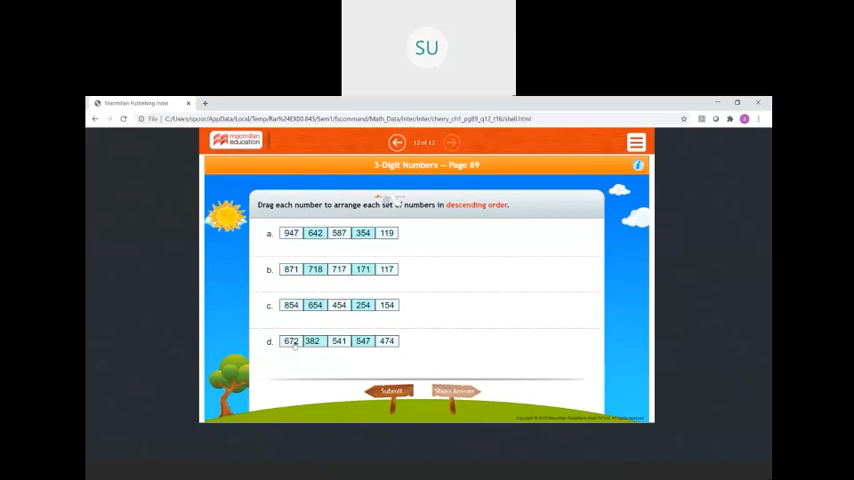 SU
Macmillan Publishing India
File | C:/Users/spoor/AppData/Local/Temp/Rar%24EX00.843/Sem1/fscommand/Math_Data/Inter/inter/cherry_ch1_pg89_q12_t16/shell.html
macmillan education
12 of 12
3-Digit Numbers — Page 89
Drag each number to arrange each set of numbers in descending order.
a. 947 642 587 354 119
b. 871 718 717 171 117
c. 854 654 454 254 154
d. 672 382 541 547 474
Submit Show Answer